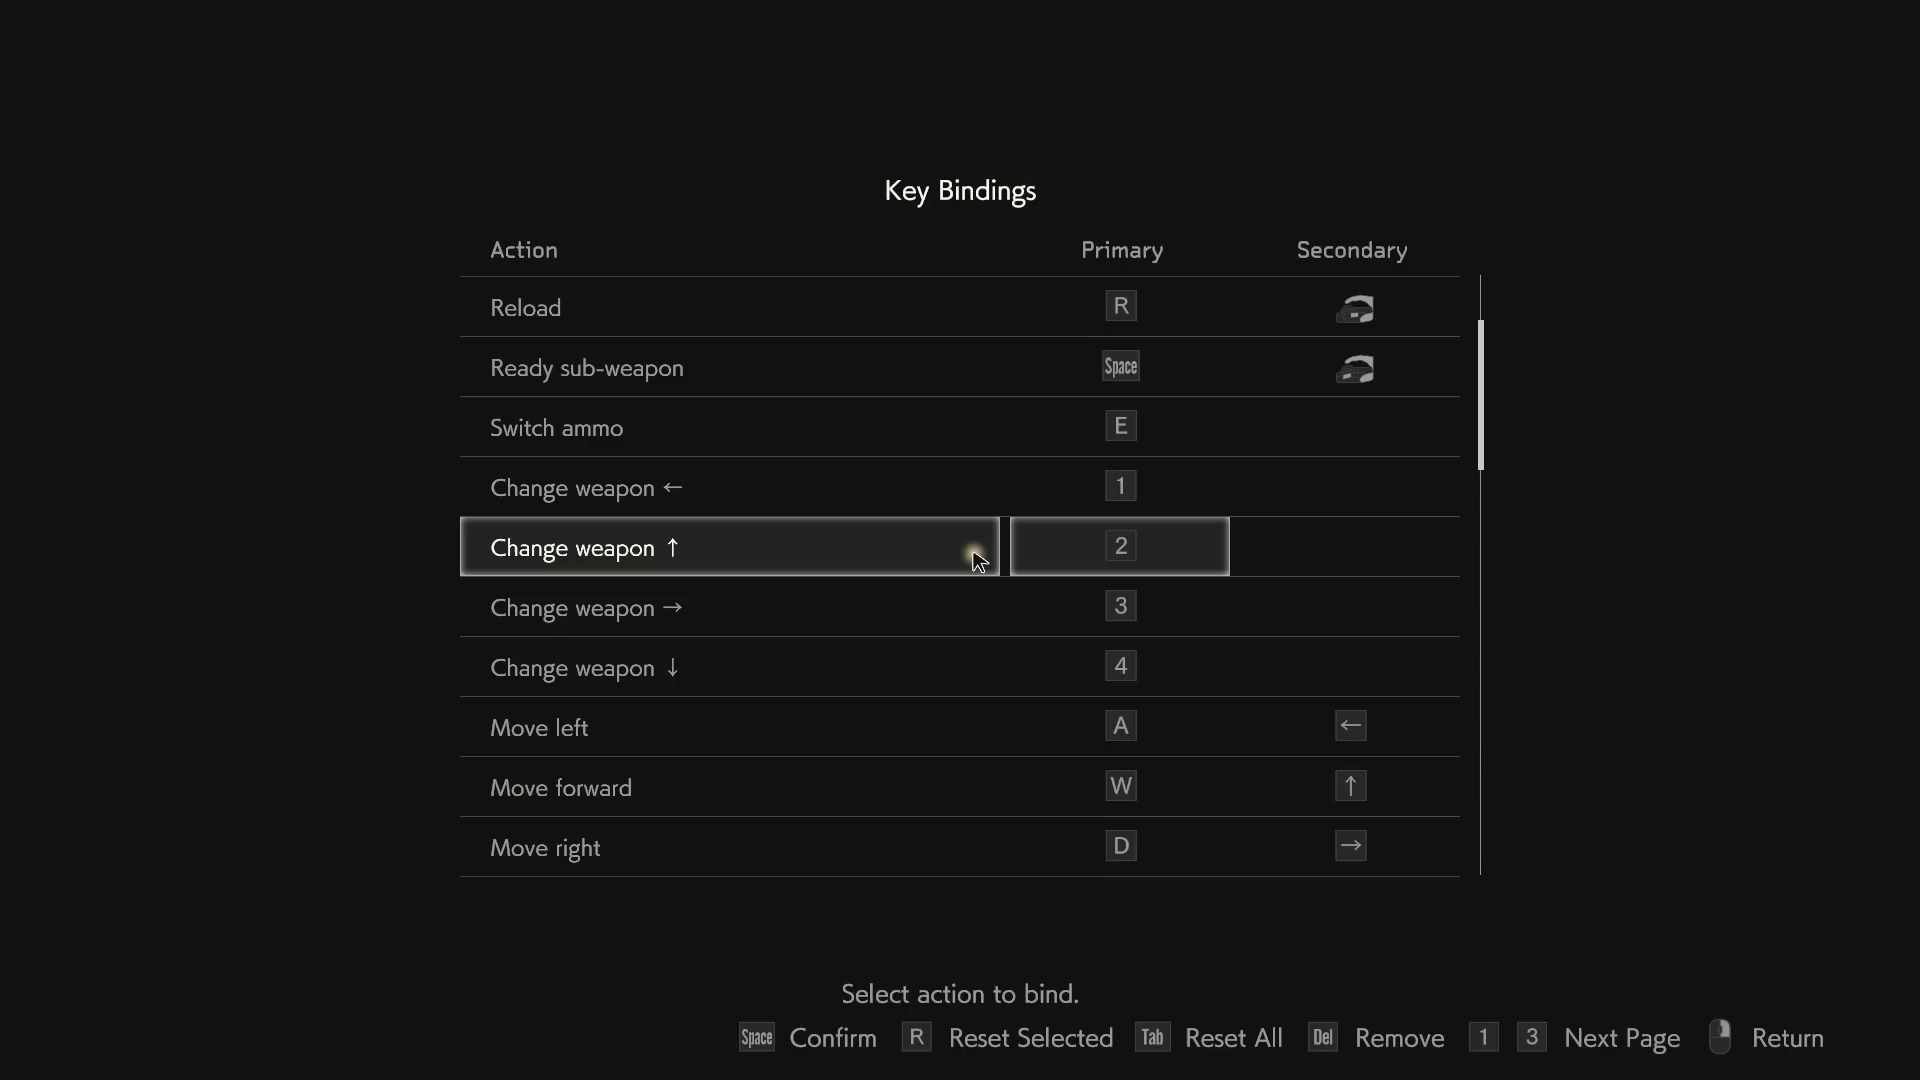 Key Bindings
Action Primary Secondary
Reload R
Ready sub-weapon Space
Switch ammo E
Change weapon ← 1
Change weapon ↑ 2
Change weapon → 3
Change weapon ↓ 4
Move left A ←
Move forward W ↑
Move right D →
Select action to bind.
Space Confirm R Reset Selected Tab Reset All Del Remove 1 3 Next Page Return